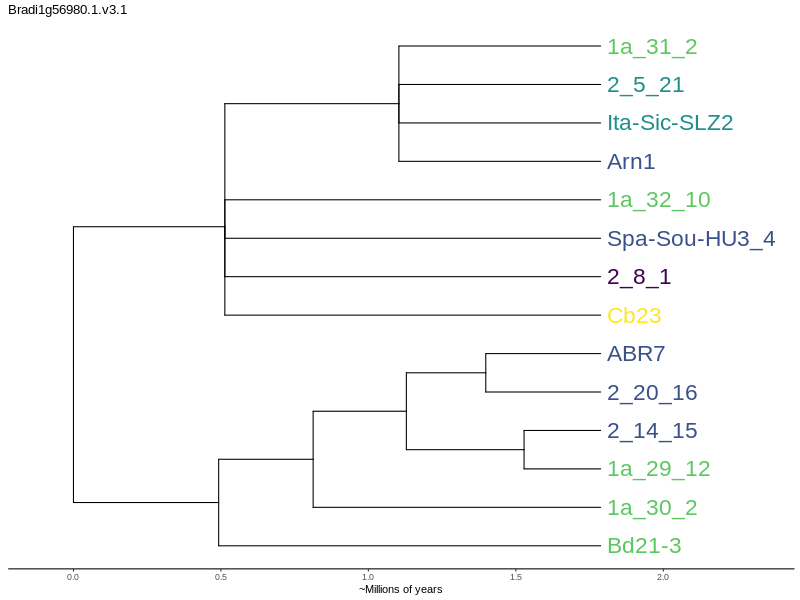 Bradi1g56980.1.v3.1
1a_31_2
2_5_21
Ita-Sic-SLZ2
Arn1
1a_32_10
Spa-Sou-HU3_4
2_8_1
Cb23
ABR7
2_20_16
2_14_15
1a_29_12
1a_30_2
Bd21-3
0.0 0.5 1.0 1.5 2.0
~Millions of years